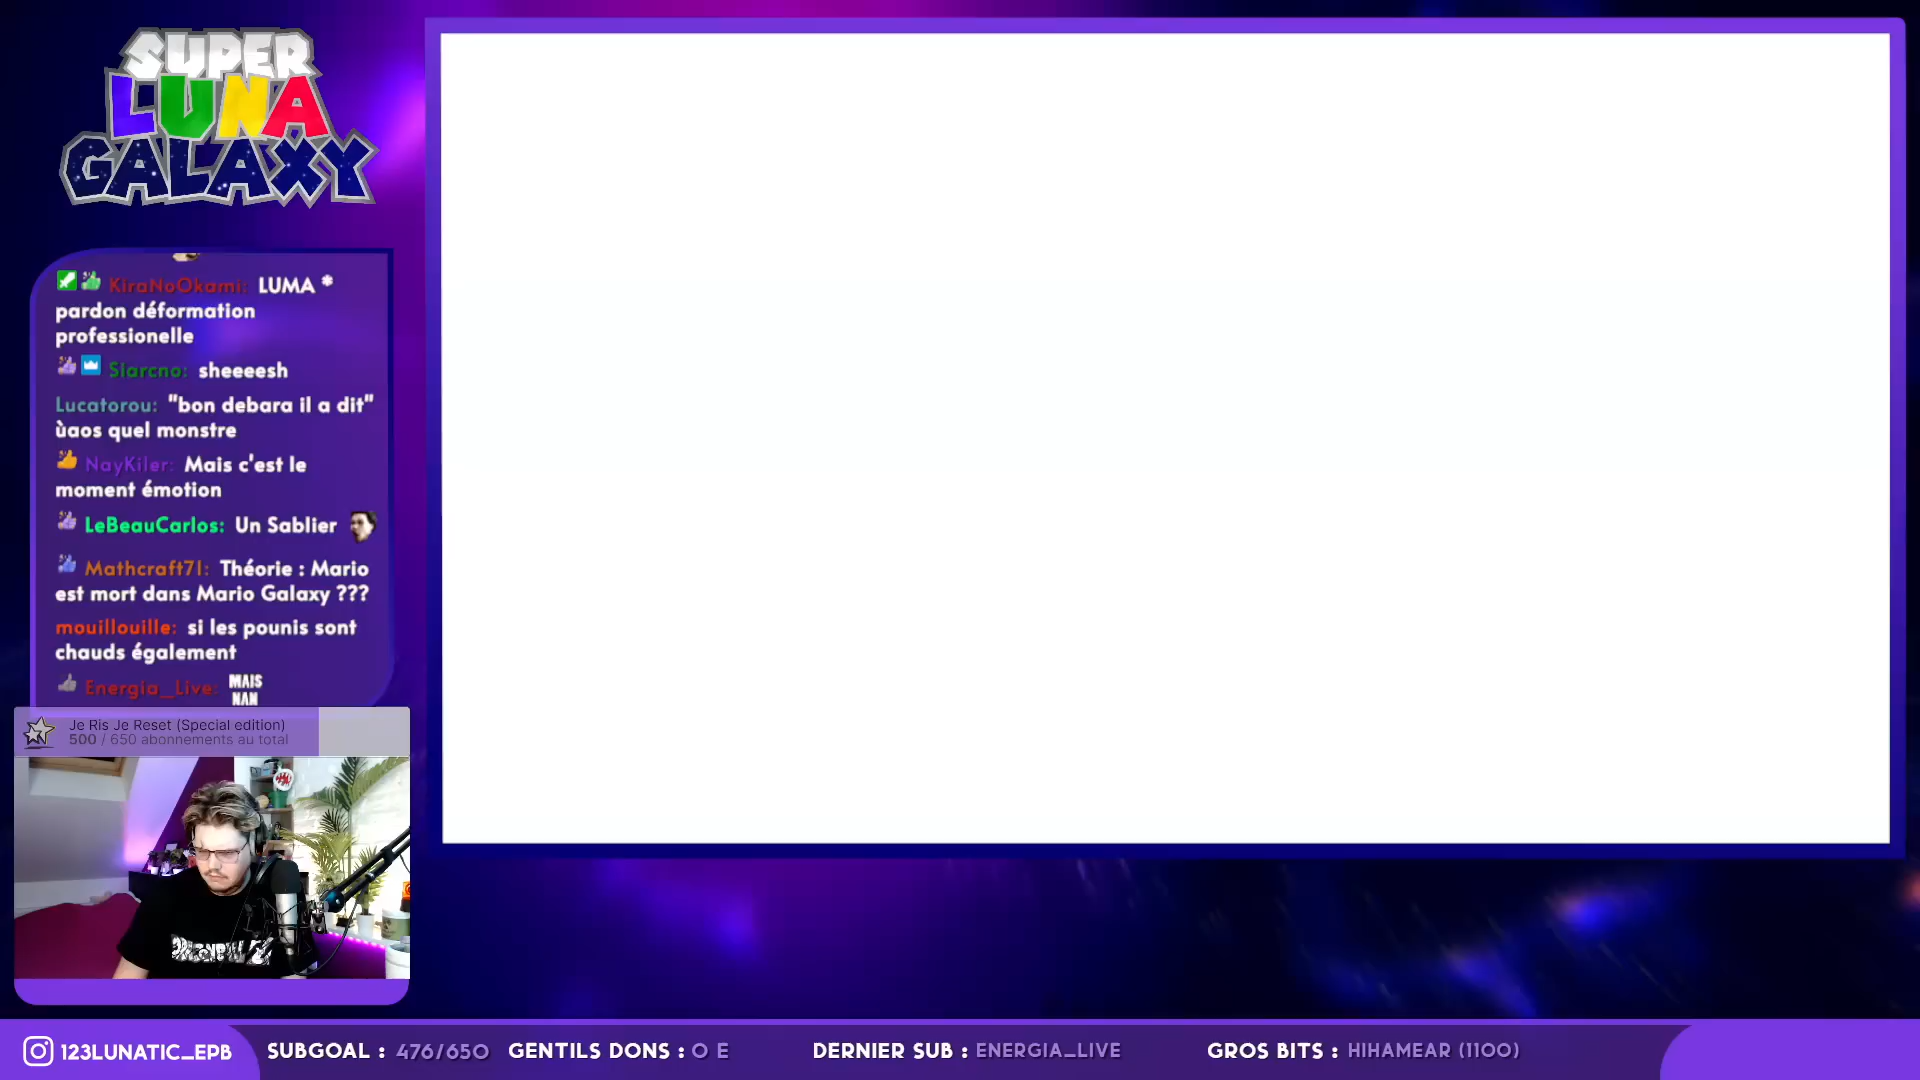 SUPER
LUNA
GALAXY
KiraNoOkami: LUMA *
pardon déformation
professionelle
Siarcno: sheeeesh
Lucatorou: "bon debara il a dit"
ùaos quel monstre
NayKiler: Mais c'est le
moment émotion
LeBeauCarlos: Un Sablier
Mathcraft71: Théorie : Mario
est mort dans Mario Galaxy ???
mouillouille: si les pounis sont
chauds également
Energia_Live: MAIS
NAN
Je Ris Je Reset (Special edition)
500 / 650 abonnements au total
123LUNATIC_EPB
SUBGOAL : 476/650
GENTILS DONS : 0 E
DERNIER SUB : ENERGIA_LIVE
GROS BITS : HIHAMEAR (1100)